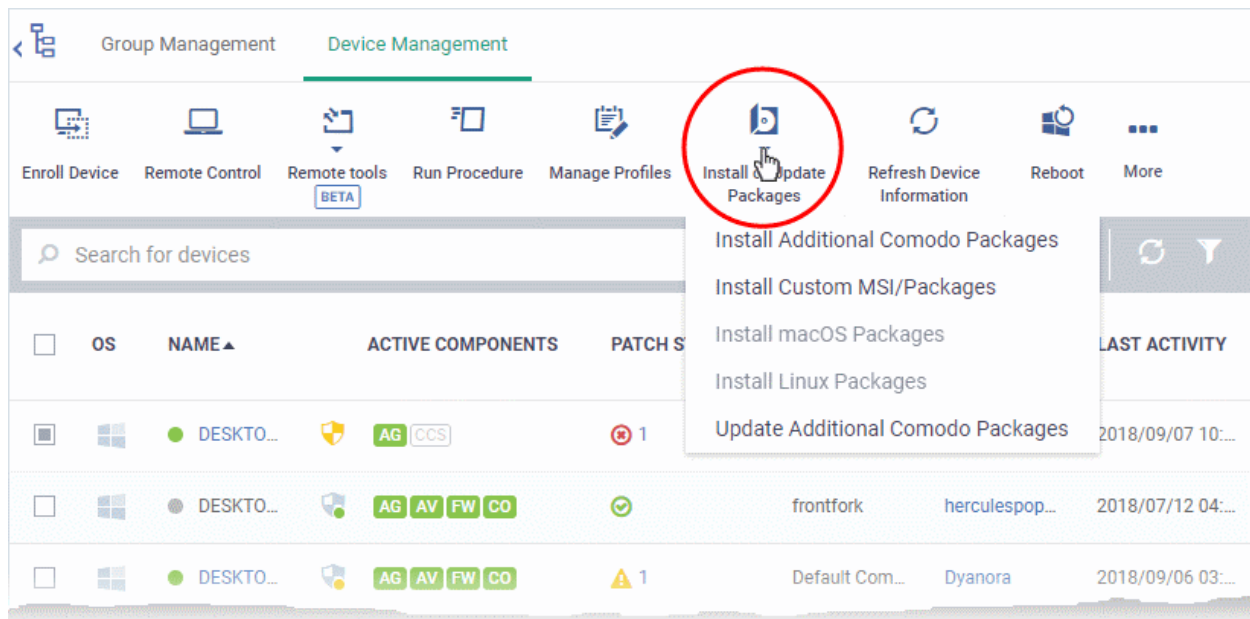 Group Management Device Management
Enroll Device Remote Control Remote tools Run Procedure Manage Profiles Install & Update Packages Refresh Device Information Reboot More
BETA
Search for devices
Install Additional Comodo Packages
Install Custom MSI/Packages
Install macOS Packages
Install Linux Packages
Update Additional Comodo Packages
OS NAME ACTIVE COMPONENTS PATCH S LAST ACTIVITY
DESKTO... AG CCS 1 2018/09/07 10:...
DESKTO... AG AV FW CO frontfork herculespop... 2018/07/12 04:...
DESKTO... AG AV FW CO 1 Default Com... Dyanora 2018/09/06 03:...